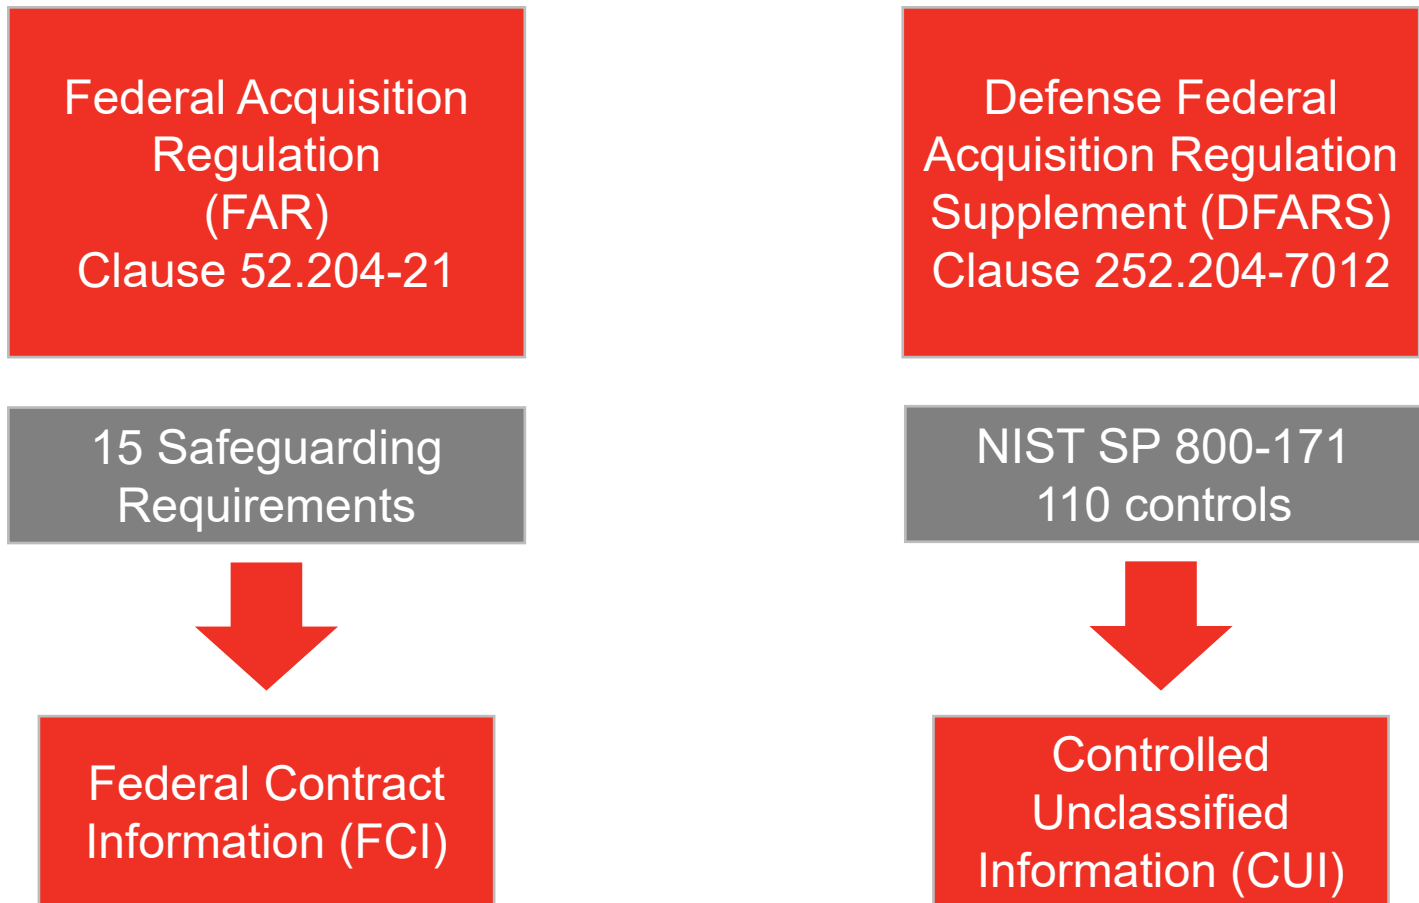 Federal Acquisition
Regulation
(FAR)
Clause 52.204-21
15 Safeguarding
Requirements
Federal Contract
Information (FCI)
Defense Federal
Acquisition Regulation
Supplement (DFARS)
Clause 252.204-7012
NIST SP 800-171
110 controls
Controlled
Unclassified
Information (CUI)